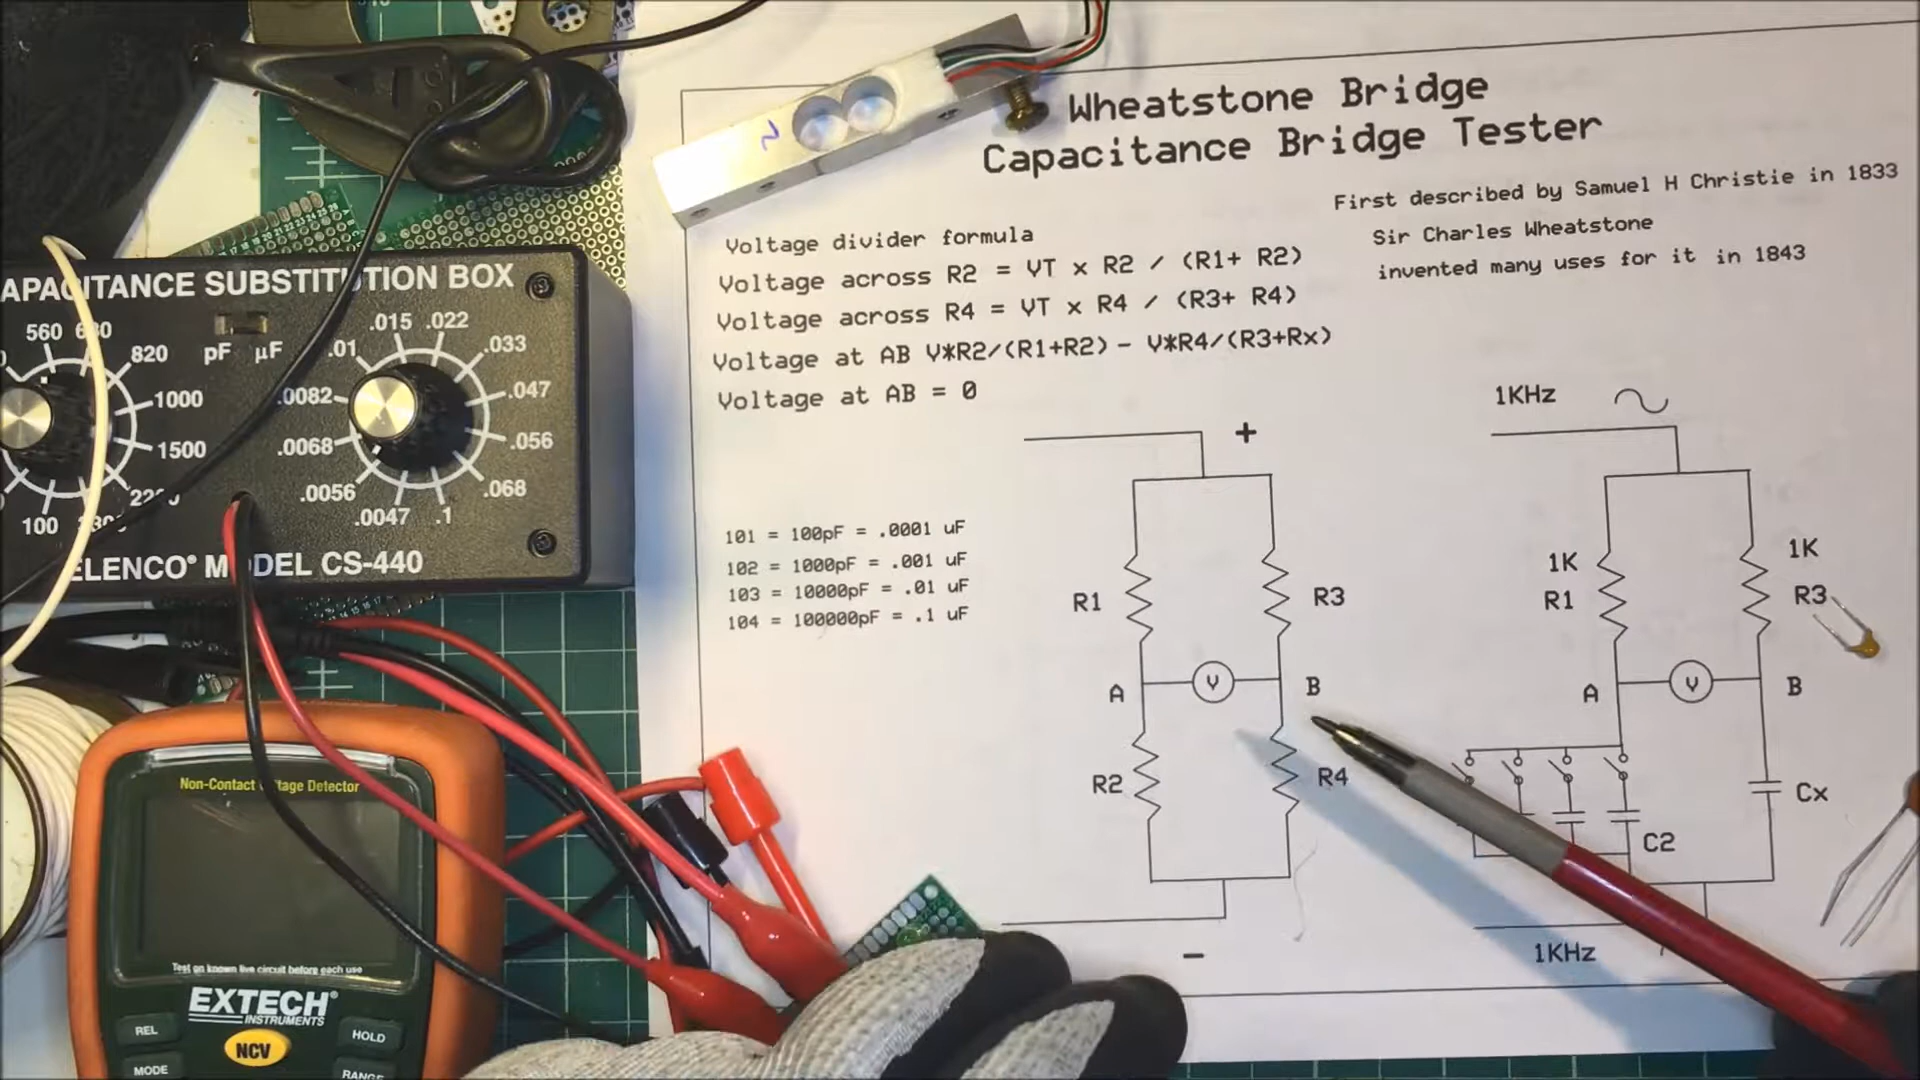 Wheatstone Bridge
Capacitance Bridge Tester
First described by Samuel H Christie in 1833
Sir Charles Wheatstone
invented many uses for it in 1843
Voltage divider formula
Voltage across R2 = VT x R2 / (R1+ R2)
Voltage across R4 = VT x R4 / (R3+ R4)
Voltage at AB V*R2/(R1+R2) - V*R4/(R3+Rx)
Voltage at AB = 0
101 = 100pF = .0001 uF
102 = 1000pF = .001 uF
103 = 10000pF = .01 uF
104 = 100000pF = .1 uF
+
R1
R3
A
V
B
R2
R4
-
1KHz
1K
R1
1K
R3
A
V
B
C2
Cx
1KHz
APACITANCE SUBSTITUTION BOX
560
820
1000
1500
100
pF µF
.015
.022
.033
.047
.056
.068
.1
.0047
.0056
.0068
.0082
.01
ELENCO® MODEL CS-440
Non-Contact Voltage Detector
Test on known live circuit before each use
EXTECH®
INSTRUMENTS
REL
HOLD
NCV
MODE
RANGE